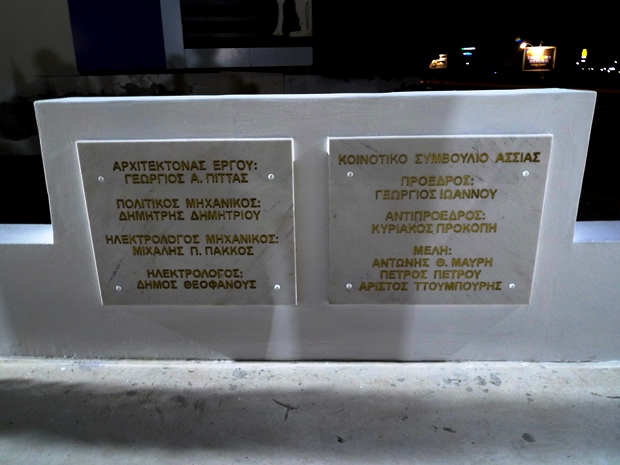 ΑΡΧΙΤΕΚΤΟΝΑΣ ΕΡΓΟΥ:
ΓΕΩΡΓΙΟΣ Α. ΠΙΤΤΑΣ
ΠΟΛΙΤΙΚΟΣ ΜΗΧΑΝΙΚΟΣ:
ΔΗΜΗΤΡΗΣ ΔΗΜΗΤΡΙΟΥ
ΗΛΕΚΤΡΟΛΟΓΟΣ ΜΗΧΑΝΙΚΟΣ:
ΜΙΧΑΛΗΣ Π. ΠΑΚΚΟΣ
ΗΛΕΚΤΡΟΛΟΓΟΣ:
ΔΗΜΟΣ ΘΕΟΦΑΝΟΥΣ
ΚΟΙΝΟΤΙΚΟ ΣΥΜΒΟΥΛΙΟ ΑΣΣΙΑΣ
ΠΡΟΕΔΡΟΣ:
ΓΕΩΡΓΙΟΣ ΙΩΑΝΝΟΥ
ΑΝΤΙΠΡΟΕΔΡΟΣ:
ΚΥΡΙΑΚΟΣ ΠΡΟΚΟΠΗ
ΜΕΛΗ:
ΑΝΤΩΝΗΣ Θ. ΜΑΥΡΗ
ΠΕΤΡΟΣ ΠΕΤΡΟΥ
ΑΡΙΣΤΟΣ ΤΤΟΥΜΠΟΥΡΗΣ